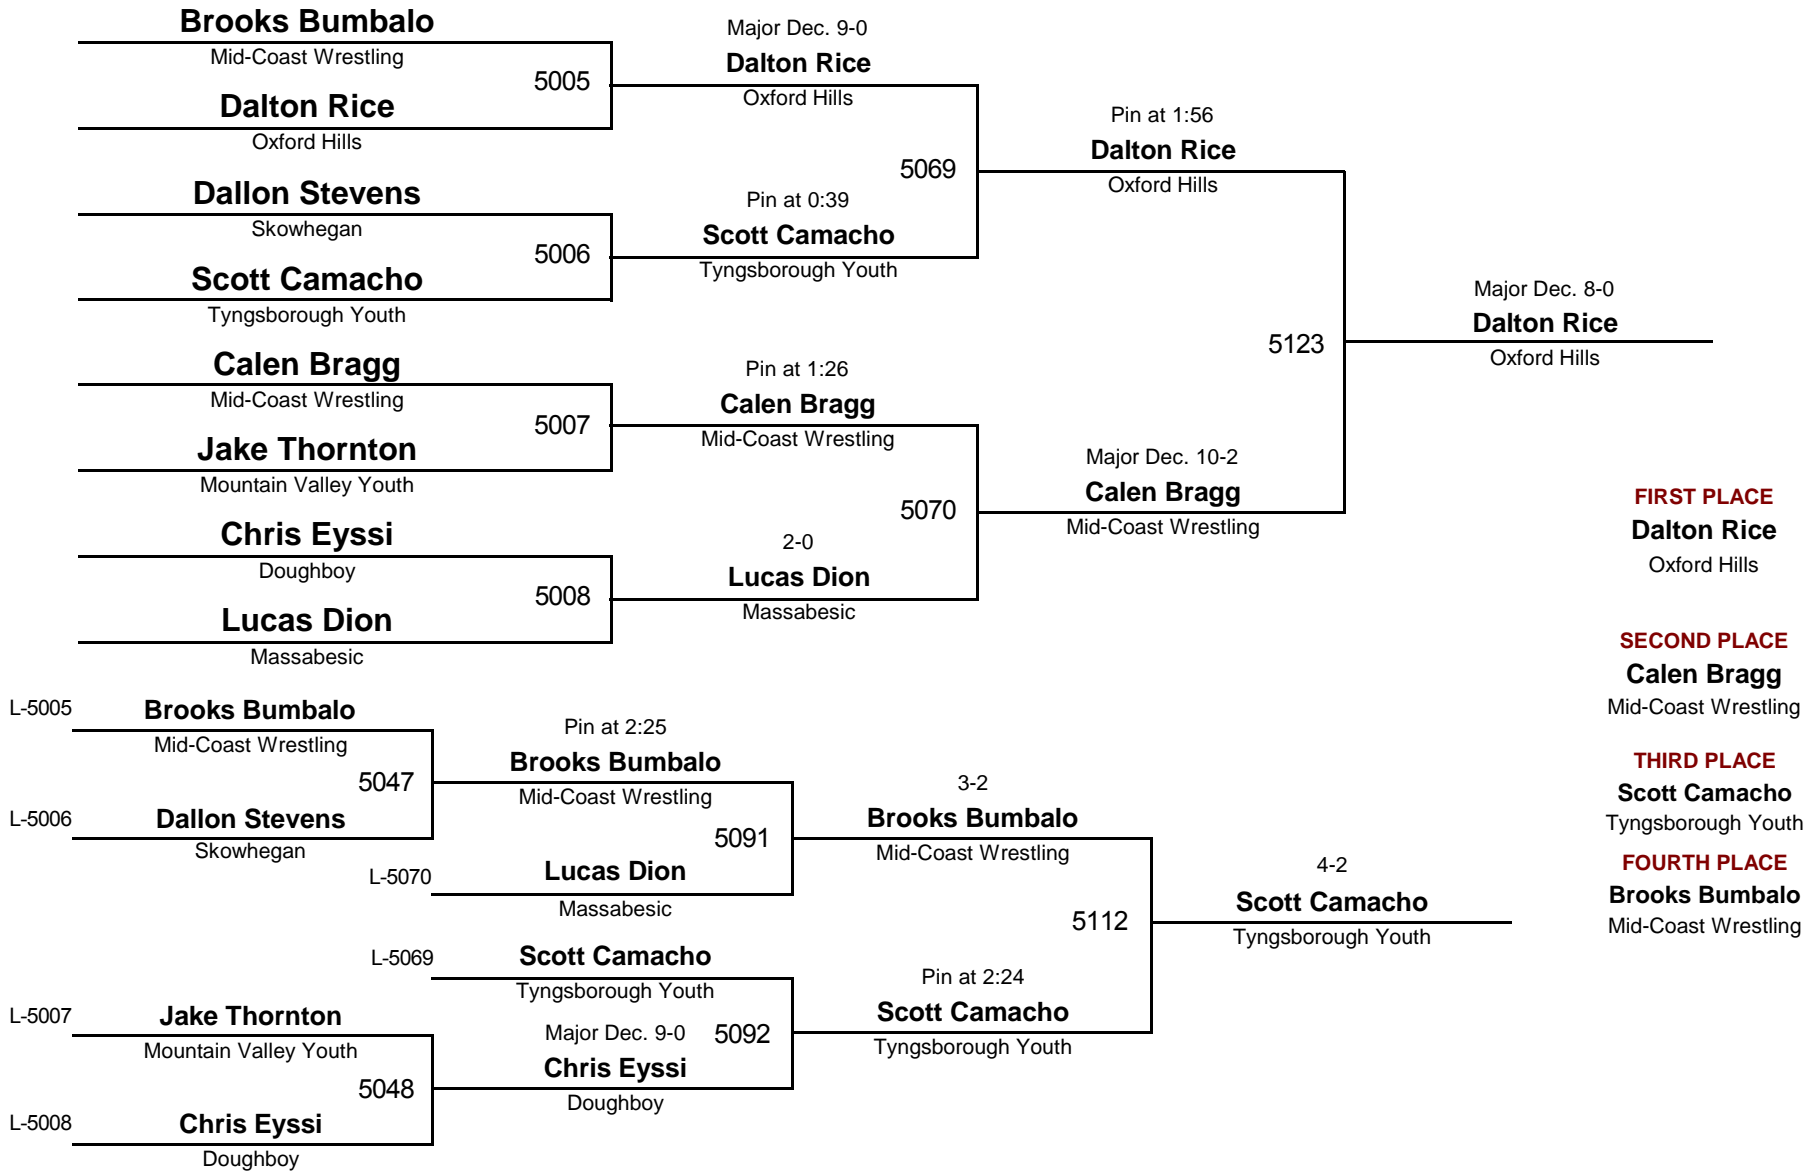 Brooks Bumbalo
Mid-Coast Wrestling
5005
Dalton Rice
Oxford Hills
Dallon Stevens
Skowhegan
5006
Scott Camacho
Tyngsborough Youth
Calen Bragg
Mid-Coast Wrestling
5007
Jake Thornton
Mountain Valley Youth
Chris Eyssi
Doughboy
5008
Lucas Dion
Massabesic
Major Dec. 9-0
Dalton Rice
Oxford Hills
5069
Pin at 0:39
Scott Camacho
Tyngsborough Youth
Pin at 1:26
Calen Bragg
Mid-Coast Wrestling
5070
2-0
Lucas Dion
Massabesic
Pin at 1:56
Dalton Rice
Oxford Hills
5123
Major Dec. 10-2
Calen Bragg
Mid-Coast Wrestling
Major Dec. 8-0
Dalton Rice
Oxford Hills
FIRST PLACE
Dalton Rice
Oxford Hills
SECOND PLACE
Calen Bragg
Mid-Coast Wrestling
THIRD PLACE
Scott Camacho
Tyngsborough Youth
FOURTH PLACE
Brooks Bumbalo
Mid-Coast Wrestling
L-5005
Brooks Bumbalo
Mid-Coast Wrestling
5047
L-5006
Dallon Stevens
Skowhegan
Pin at 2:25
Brooks Bumbalo
Mid-Coast Wrestling
5091
L-5070
Lucas Dion
Massabesic
L-5069
Scott Camacho
Tyngsborough Youth
L-5007
Jake Thornton
Mountain Valley Youth
5048
L-5008
Chris Eyssi
Doughboy
Major Dec. 9-0
5092
Chris Eyssi
Doughboy
3-2
Brooks Bumbalo
Mid-Coast Wrestling
5112
Pin at 2:24
Scott Camacho
Tyngsborough Youth
4-2
Scott Camacho
Tyngsborough Youth